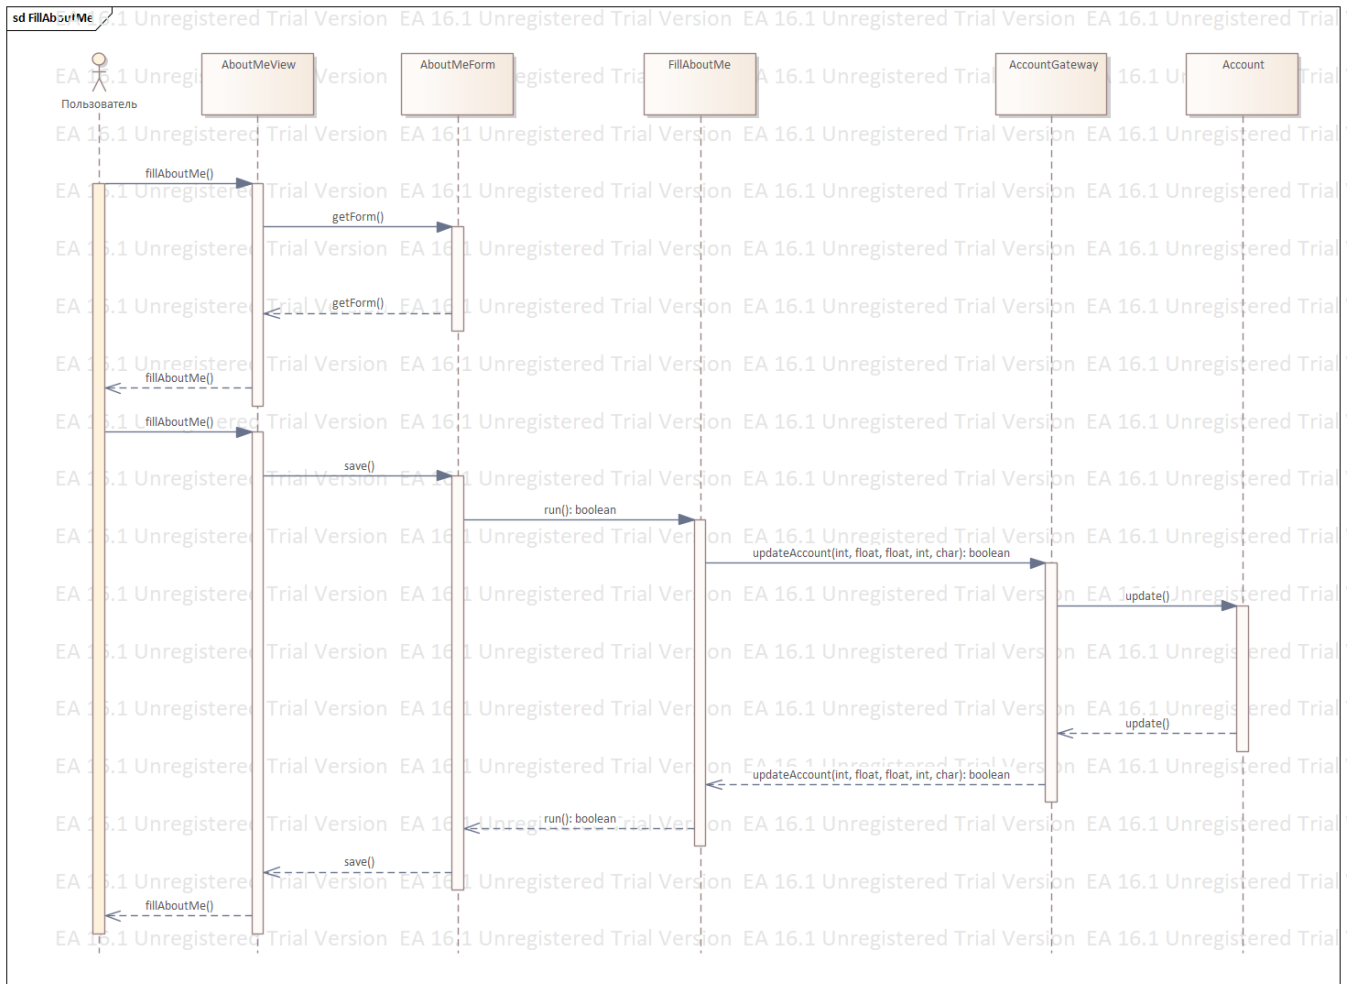 sd FillAboutMe
AboutMeView
AboutMeForm
FillAboutMe
AccountGateway
Account
Пользователь
fillAboutMe()
getForm()
getForm()
fillAboutMe()
fillAboutMe()
save()
run(): boolean
updateAccount(int, float, float, int, char): boolean
update()
update()
updateAccount(int, float, float, int, char): boolean
run(): boolean
save()
fillAboutMe()
EA 16.1 Unregistered Trial Version